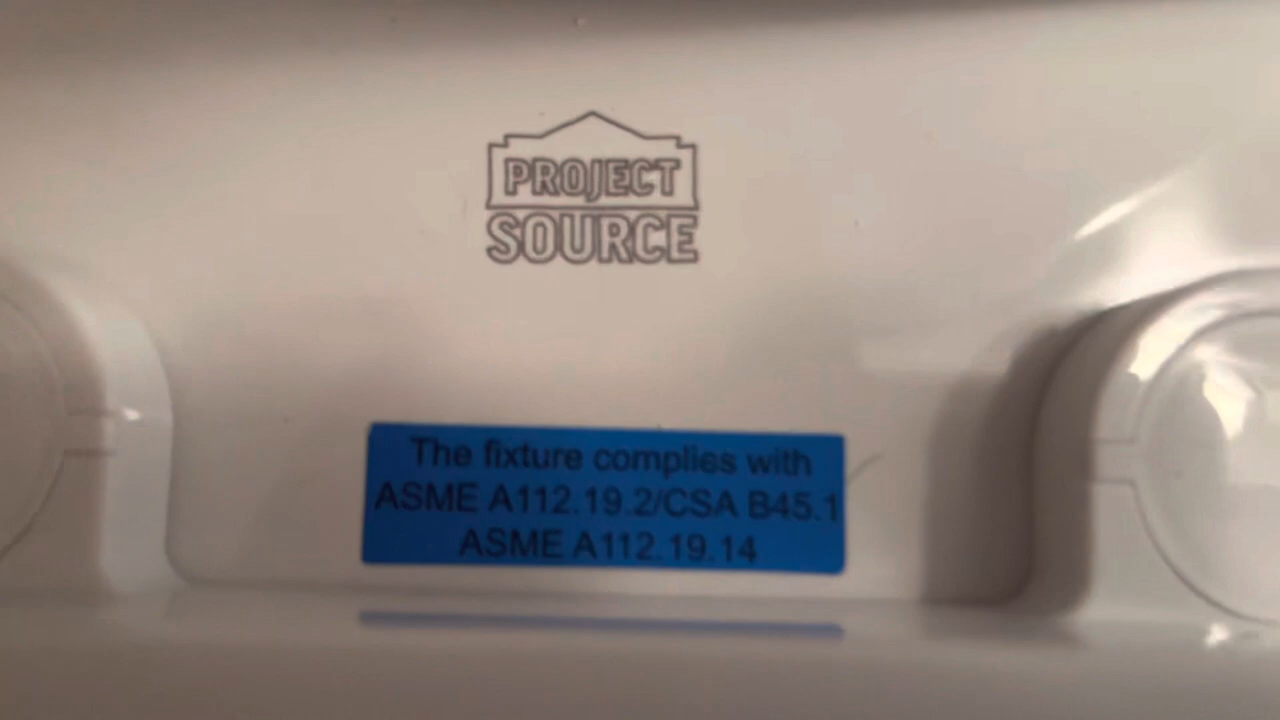 PROJECT
SOURCE
The fixture complies with
ASME A112.19.2/CSA B45.1
ASME A112.19.14